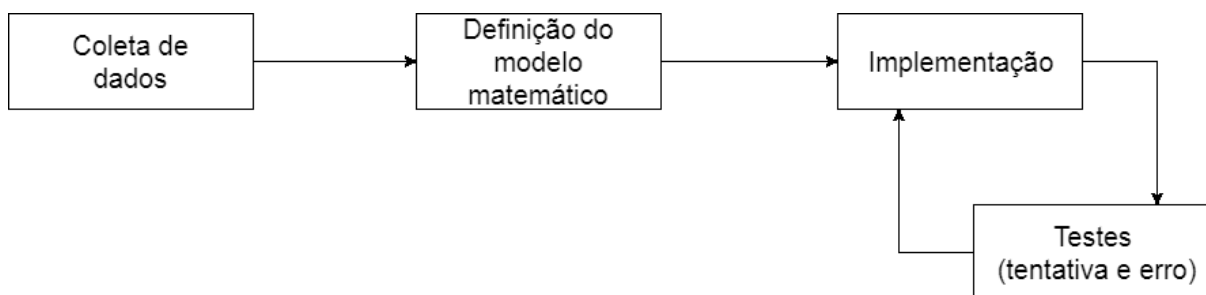 Coleta de
dados
Definição do
modelo
matemático
Implementação
Testes
(tentativa e erro)